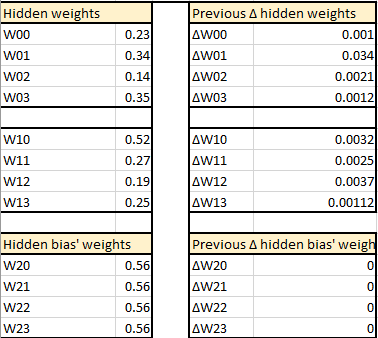 Hidden weights
W00 0.23
W01 0.34
W02 0.14
W03 0.35
W10 0.52
W11 0.27
W12 0.19
W13 0.25
Hidden bias' weights
W20 0.56
W21 0.56
W22 0.56
W23 0.56
Previous Δ hidden weights
ΔW00 0.001
ΔW01 0.034
ΔW02 0.0021
ΔW03 0.0012
ΔW10 0.0032
ΔW11 0.0025
ΔW12 0.0037
ΔW13 0.00112
Previous Δ hidden bias' weigh
ΔW20 0
ΔW21 0
ΔW22 0
ΔW23 0